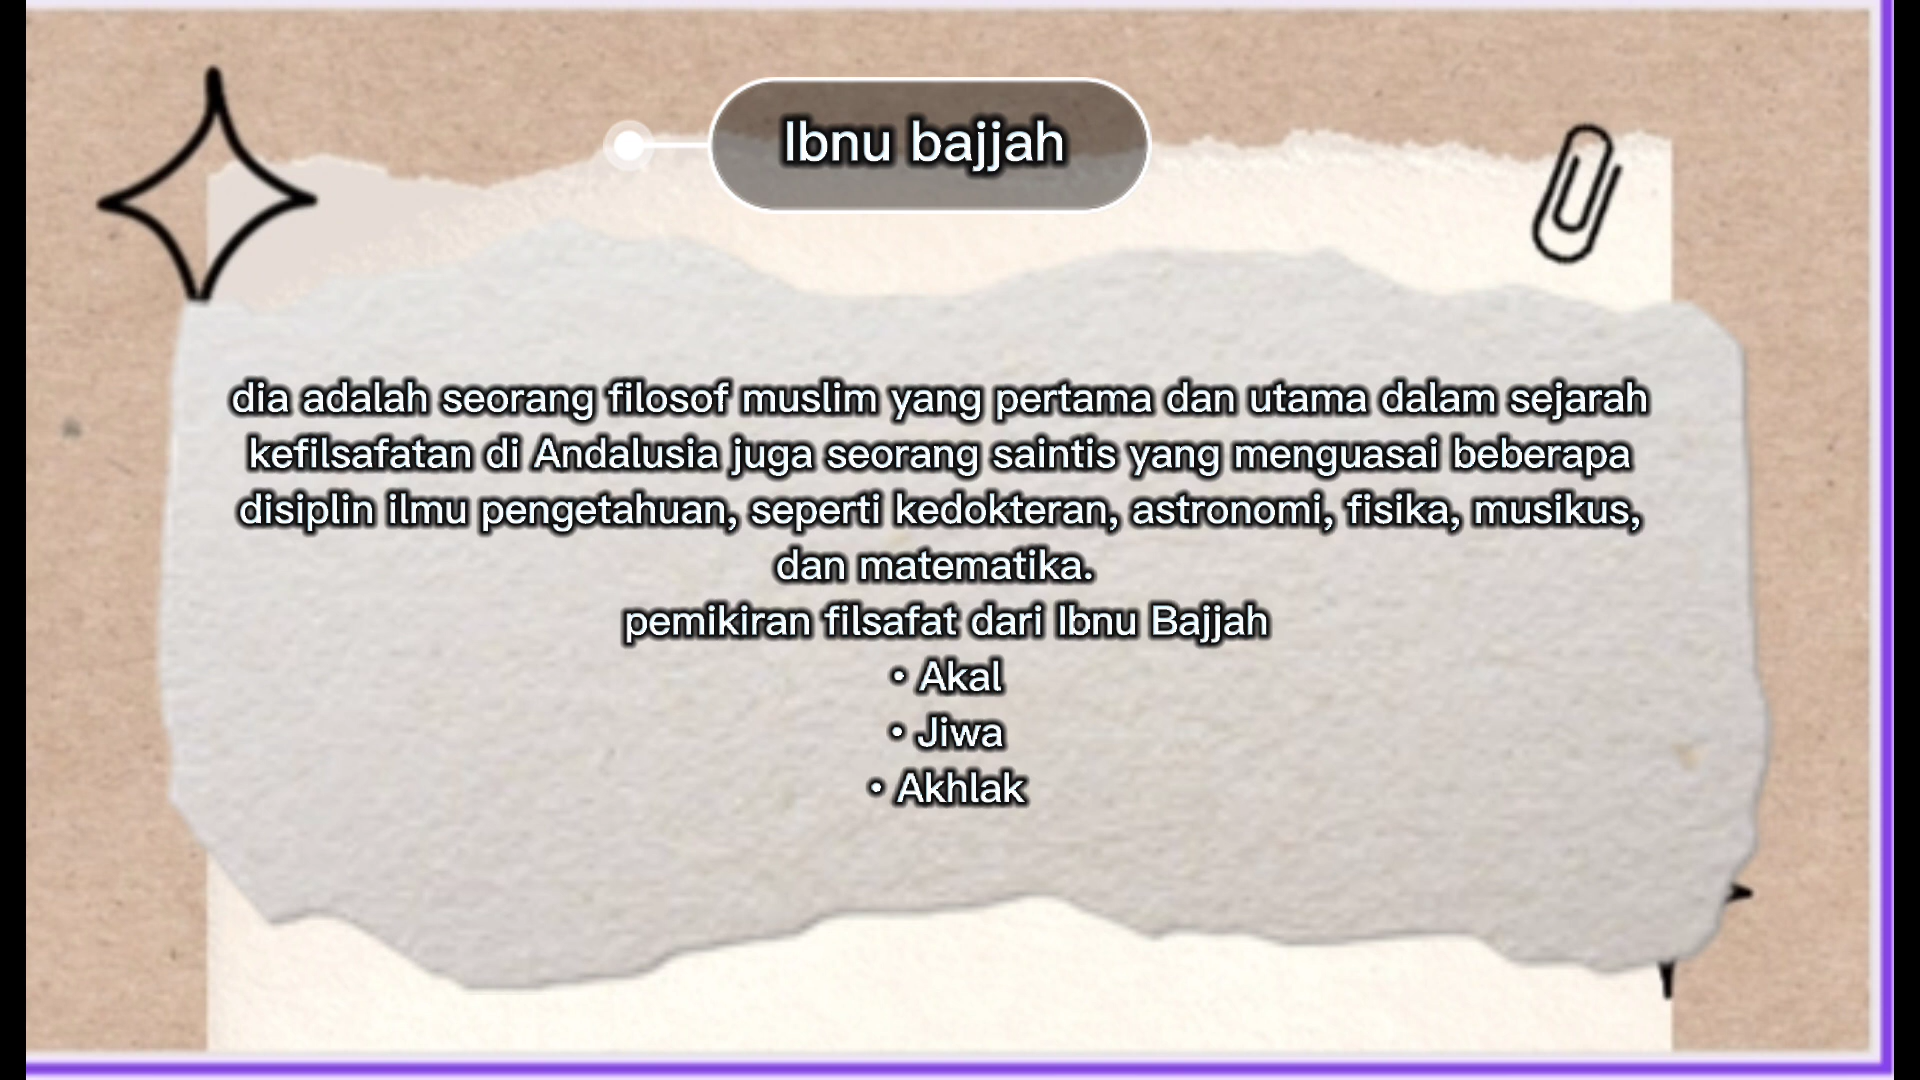 Ibnu bajjah
dia adalah seorang filosof muslim yang pertama dan utama dalam sejarah
kefilsafatan di Andalusia juga seorang saintis yang menguasai beberapa
disiplin ilmu pengetahuan, seperti kedokteran, astronomi, fisika, musikus,
dan matematika.
pemikiran filsafat dari Ibnu Bajjah
• Akal
• Jiwa
• Akhlak